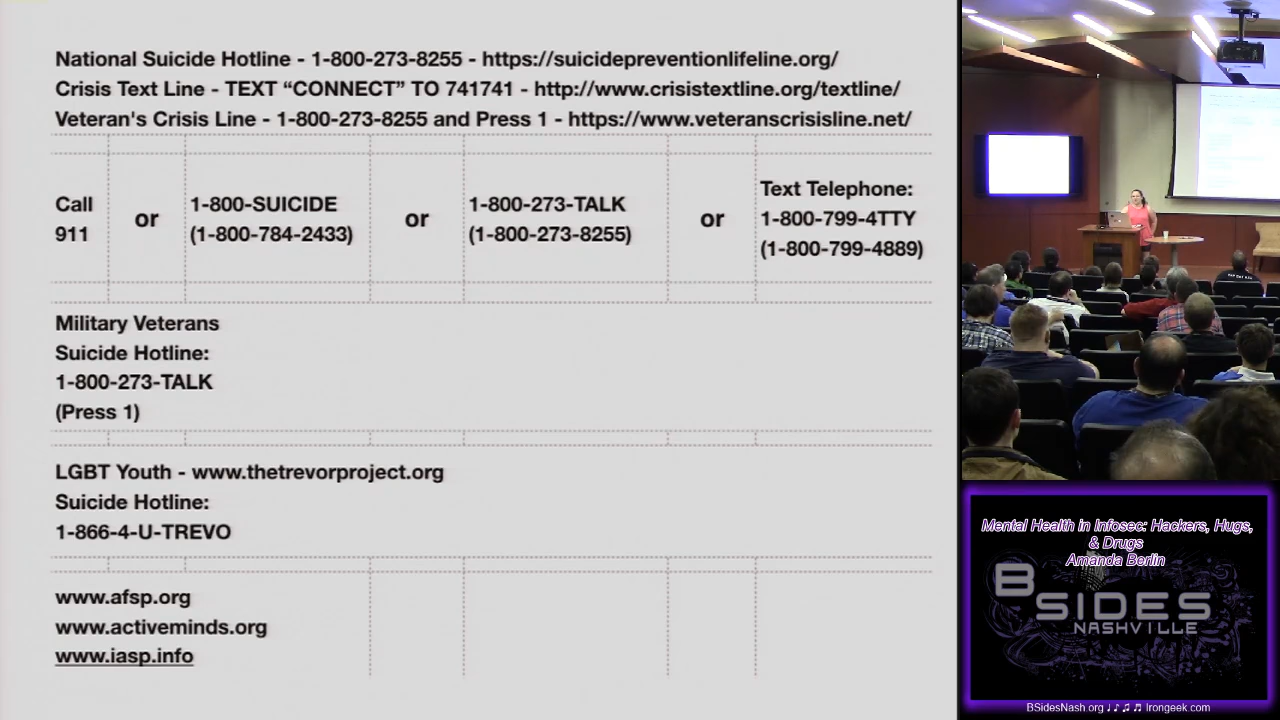 National Suicide Hotline - 1-800-273-8255 - https://suicidepreventionlifeline.org/
Crisis Text Line - TEXT “CONNECT” TO 741741 - http://www.crisistextline.org/textline/
Veteran's Crisis Line - 1-800-273-8255 and Press 1 - https://www.veteranscrisisline.net/
Call
911
or
1-800-SUICIDE
(1-800-784-2433)
or
1-800-273-TALK
(1-800-273-8255)
or
Text Telephone:
1-800-799-4TTY
(1-800-799-4889)
Military Veterans
Suicide Hotline:
1-800-273-TALK
(Press 1)
LGBT Youth - www.thetrevorproject.org
Suicide Hotline:
1-866-4-U-TREVO
www.afsp.org
www.activeminds.org
www.iasp.info
Mental Health in Infosec: Hackers, Hugs,
& Drugs
Amanda Berlin
BSIDES
NASHVILLE
BSidesNash.org ♩ ♪ ♫ ♬ Irongeek.com